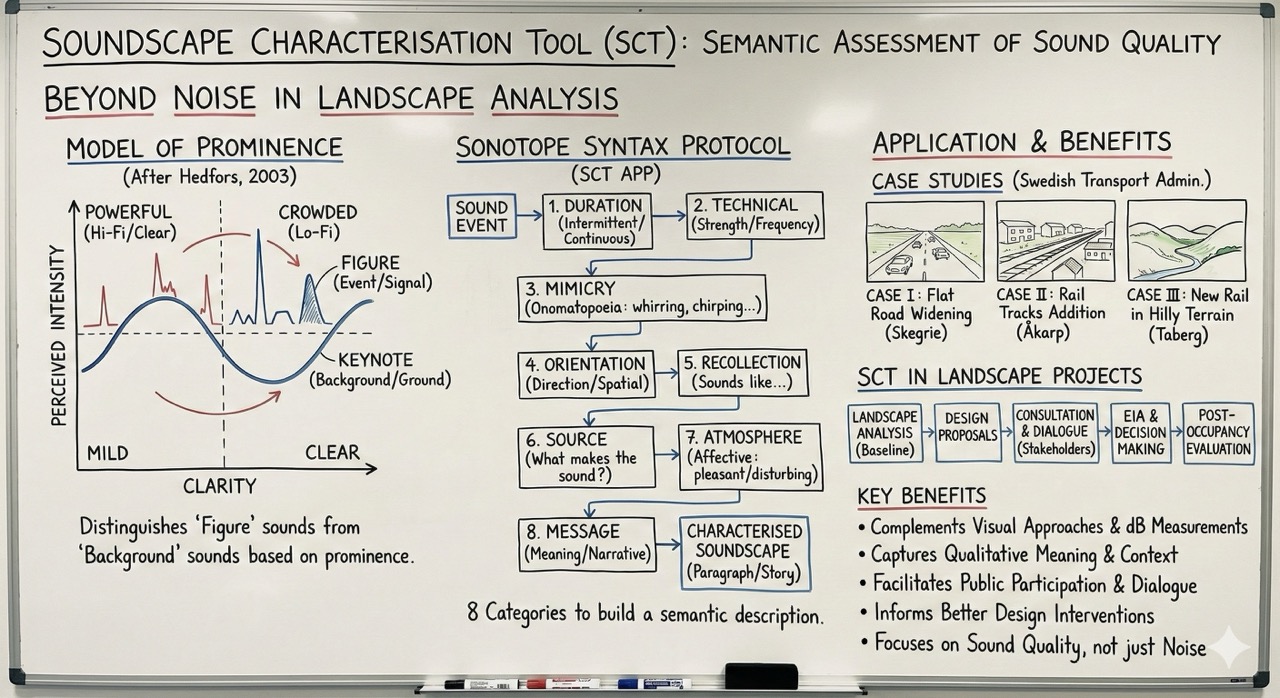 SOUNDSCAPE CHARACTERISATION TOOL (SCT): SEMANTIC ASSESSMENT OF SOUND QUALITY
BEYOND NOISE IN LANDSCAPE ANALYSIS
MODEL OF PROMINENCE
(After Hedfors, 2003)
PERCEIVED INTENSITY
POWERFUL
(Hi-Fi/Clear)
CROWDED
(Lo-Fi)
FIGURE
(Event/Signal)
KEYNOTE
(Background/Ground)
MILD
CLEAR
CLARITY
Distinguishes 'Figure' sounds from
'Background' sounds based on prominence.
SONOTOPE SYNTAX PROTOCOL
(SCT APP)
SOUND
EVENT
1. DURATION
(Intermittent/
Continuous)
2. TECHNICAL
(Strength/Frequency)
3. MIMICRY
(Onomatopoeia: whirring, chirping...)
4. ORIENTATION
(Direction/Spatial)
5. RECOLLECTION
(Sounds like...)
6. SOURCE
(What makes the
sound?)
7. ATMOSPHERE
(Affective:
pleasant/disturbing)
8. MESSAGE
(Meaning/Narrative)
CHARACTERISED
SOUNDSCAPE
(Paragraph/Story)
8 Categories to build a semantic description.
APPLICATION & BENEFITS
CASE STUDIES (Swedish Transport Admin.)
CASE I: Flat
Road Widening
(Skegrie)
CASE II: Rail
Tracks Addition
(Åkarp)
CASE III: New Rail
in Hilly Terrain
(Taberg)
SCT IN LANDSCAPE PROJECTS
LANDSCAPE
ANALYSIS
(Baseline)
DESIGN
PROPOSALS
CONSULTATION
& DIALOGUE
(Stakeholders)
EIA &
DECISION
MAKING
POST-
OCCUPANCY
EVALUATION
KEY BENEFITS
• Complements Visual Approaches & dB Measurements
• Captures Qualitative Meaning & Context
• Facilitates Public Participation & Dialogue
• Informs Better Design Interventions
• Focuses on Sound Quality, not just Noise